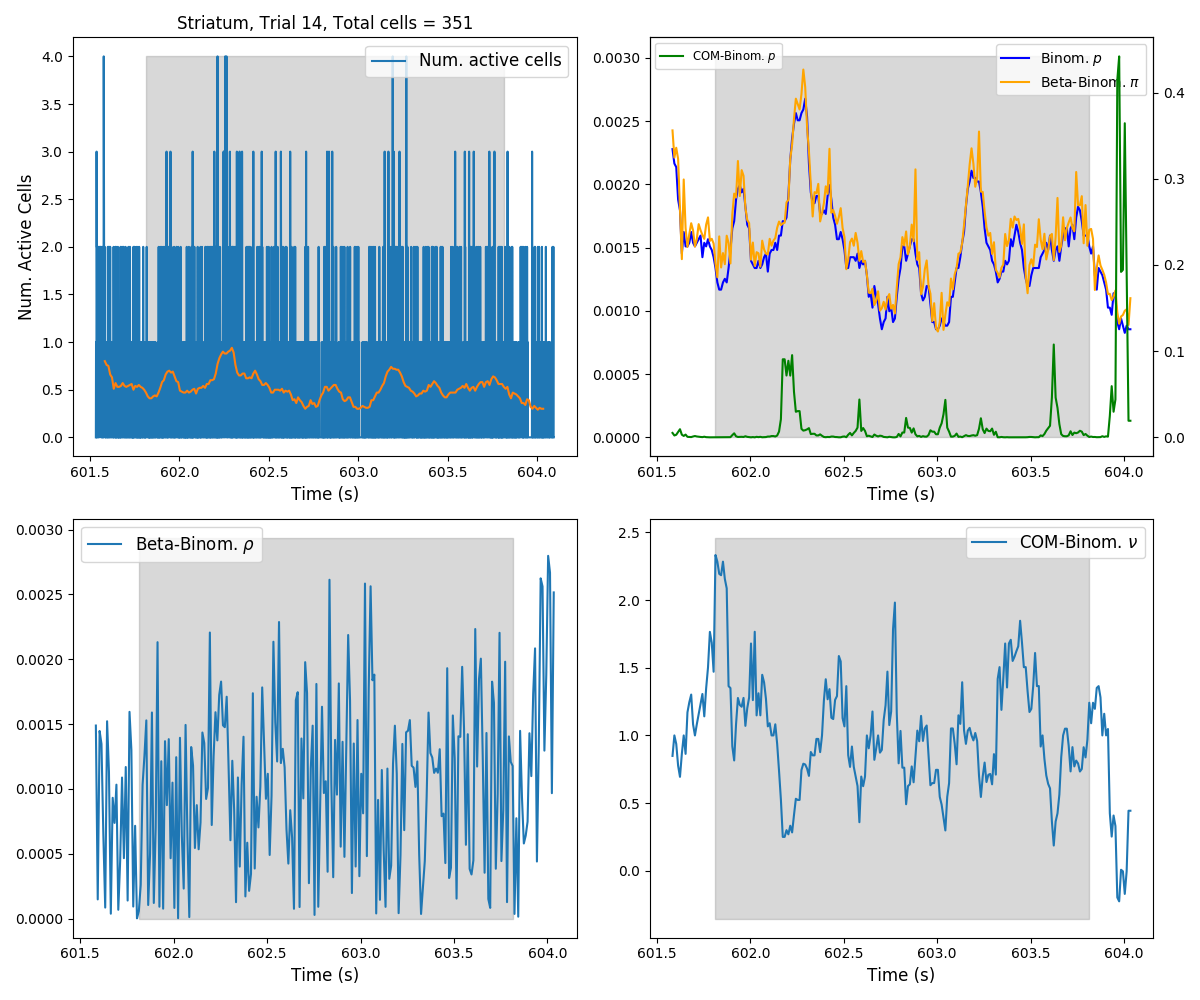 Striatum, Trial 14, Total cells = 351
Num. active cells
Num. Active Cells
4.0
3.5
3.0
2.5
2.0
1.5
1.0
0.5
0.0
601.5 602.0 602.5 603.0 603.5 604.0
Time (s)
COM-Binom. p
Binom. p
Beta-Binom. π
0.0030
0.0025
0.0020
0.0015
0.0010
0.0005
0.0000
0.4
0.3
0.2
0.1
0.0
601.5 602.0 602.5 603.0 603.5 604.0
Time (s)
Beta-Binom. ρ
0.0030
0.0025
0.0020
0.0015
0.0010
0.0005
0.0000
601.5 602.0 602.5 603.0 603.5 604.0
Time (s)
COM-Binom. ν
2.5
2.0
1.5
1.0
0.5
0.0
601.5 602.0 602.5 603.0 603.5 604.0
Time (s)